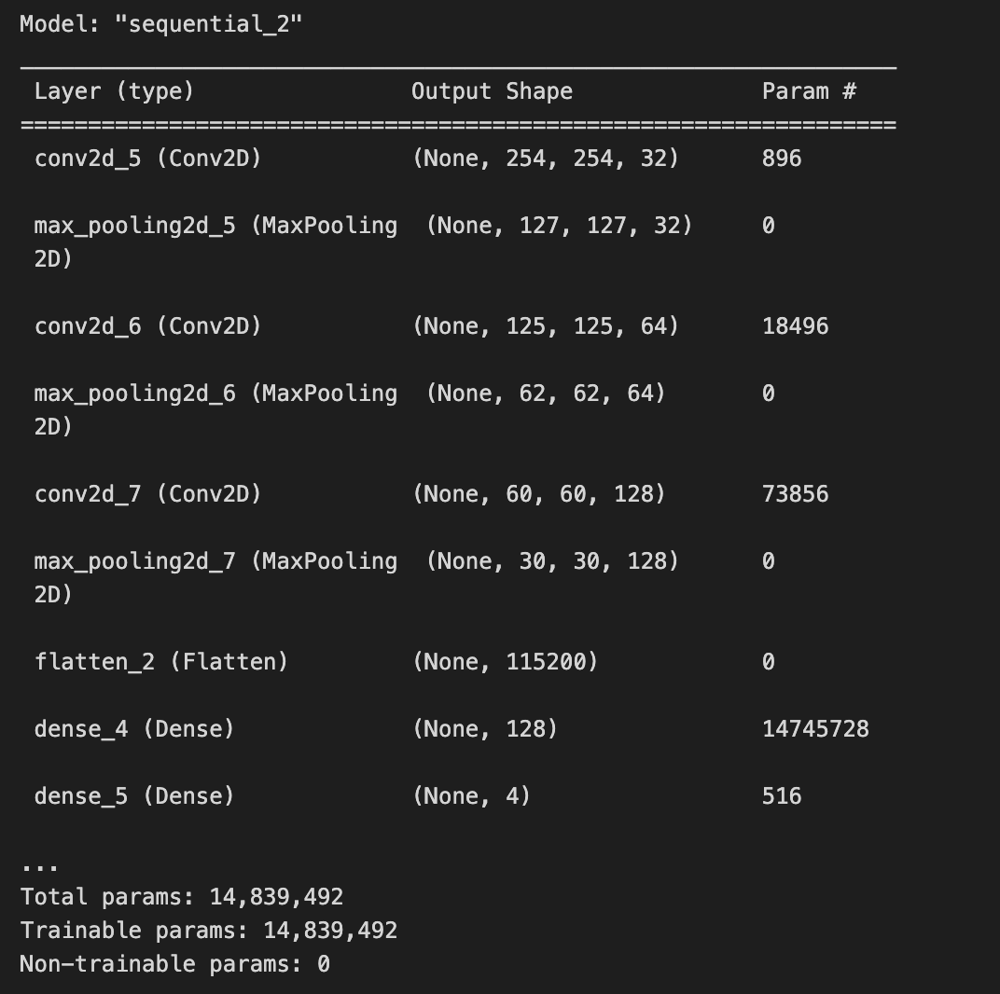 Model: "sequential_2"
_________________________________________________________________
Layer (type) Output Shape Param #
=================================================================
conv2d_5 (Conv2D) (None, 254, 254, 32) 896
max_pooling2d_5 (MaxPooling (None, 127, 127, 32) 0
2D)
conv2d_6 (Conv2D) (None, 125, 125, 64) 18496
max_pooling2d_6 (MaxPooling (None, 62, 62, 64) 0
2D)
conv2d_7 (Conv2D) (None, 60, 60, 128) 73856
max_pooling2d_7 (MaxPooling (None, 30, 30, 128) 0
2D)
flatten_2 (Flatten) (None, 115200) 0
dense_4 (Dense) (None, 128) 14745728
dense_5 (Dense) (None, 4) 516
...
Total params: 14,839,492
Trainable params: 14,839,492
Non-trainable params: 0